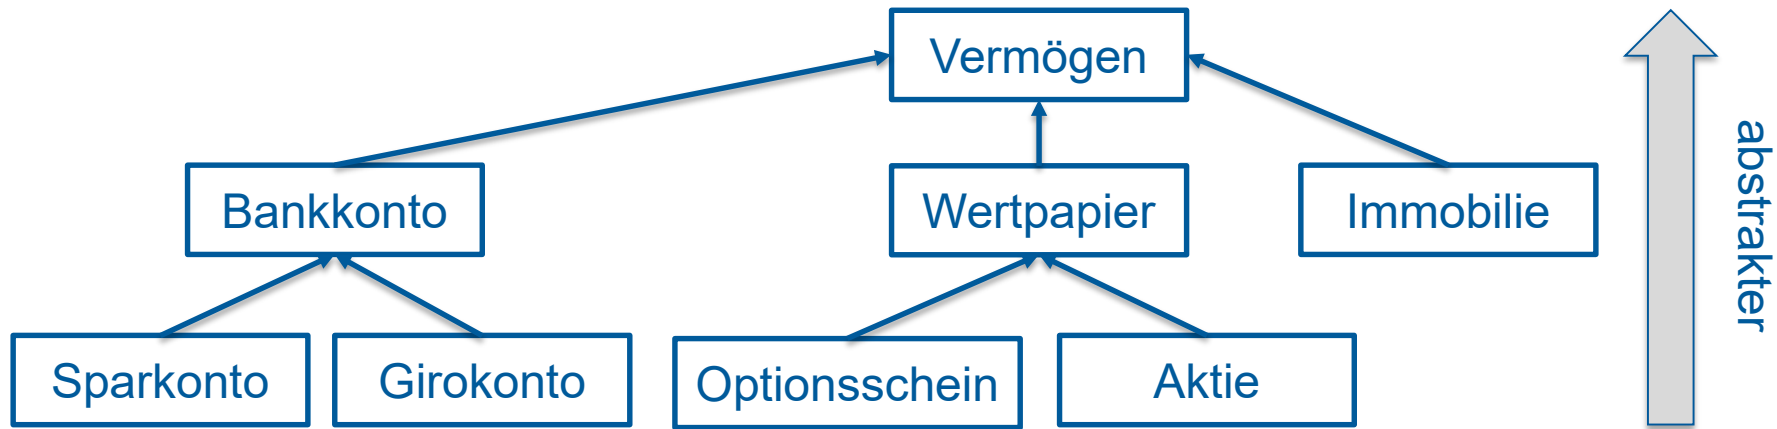 Vermögen
Bankkonto
Wertpapier
Immobilie
Sparkonto
Girokonto
Optionsschein
Aktie
abstrakter